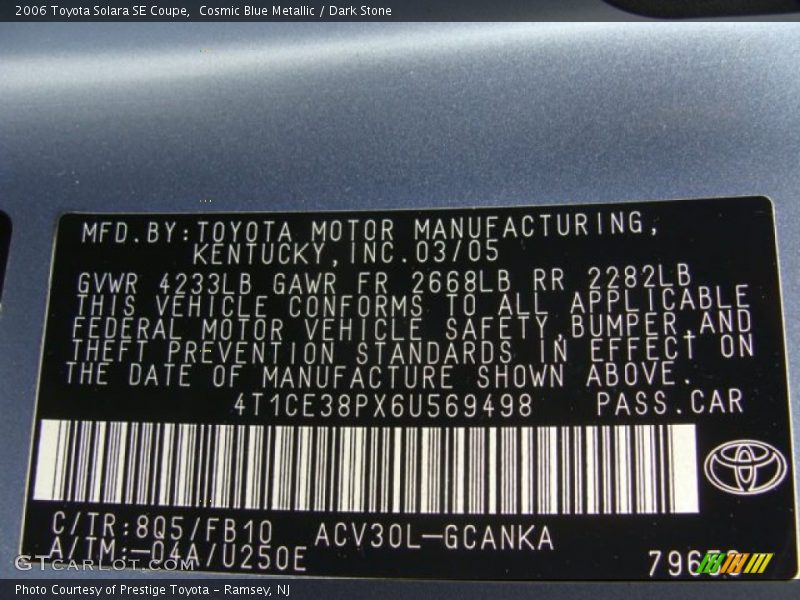 2006 Toyota Solara SE Coupe,  Cosmic Blue Metallic / Dark Stone
MFD.BY:TOYOTA MOTOR MANUFACTURING,
KENTUCKY,INC.03/05
GVWR 4233LB GAWR FR 2668LB RR 2282LB
THIS VEHICLE CONFORMS TO ALL APPLICABLE
FEDERAL MOTOR VEHICLE SAFETY,BUMPER,AND
THEFT PREVENTION STANDARDS IN EFFECT ON
THE DATE OF MANUFACTURE SHOWN ABOVE.
4T1CE38PX6U569498 PASS.CAR
C/TR:8Q5/FB10 ACV30L-GCANKA
A/TM:-04A/U250E
GTCarLot.com
Photo Courtesy of Prestige Toyota - Ramsey, NJ